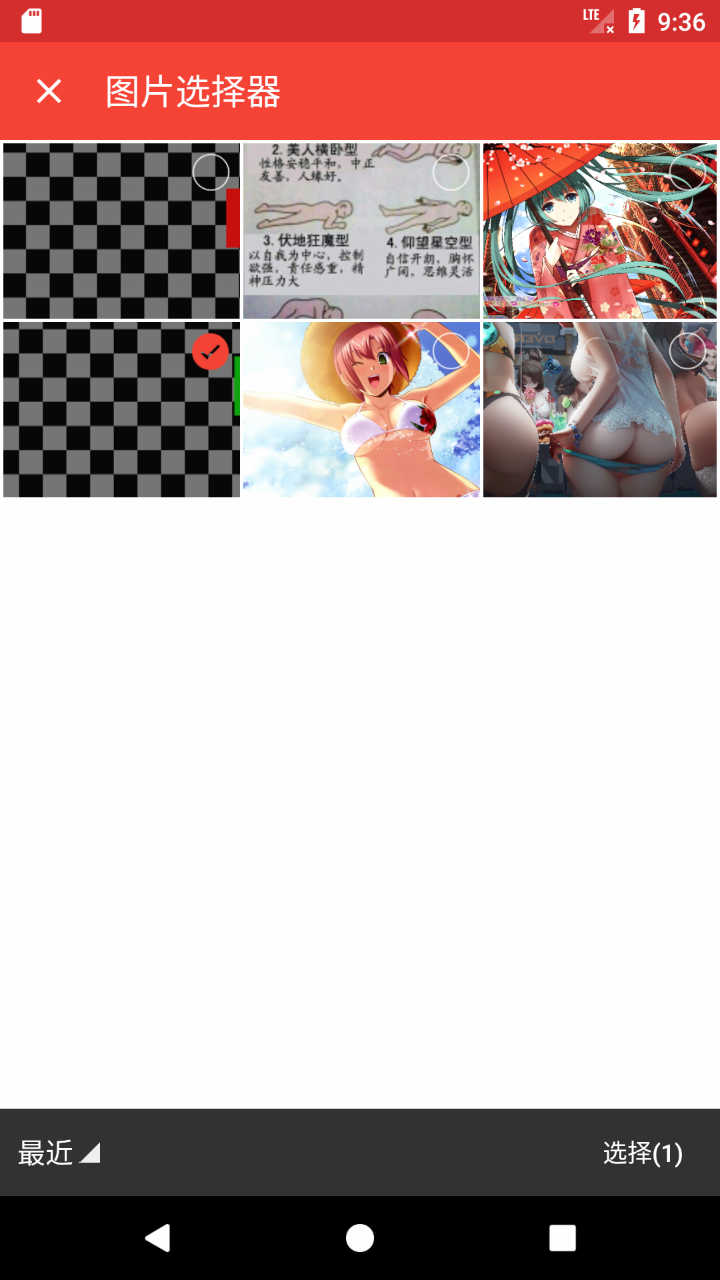 LTE 9:36
图片选择器
2. 美人横卧型
性格安稳平和，中正
友善，人缘好。
3. 伏地狂魔型
以自我为中心，控制
欲强，责任感重，精
神压力大
4. 仰望星空型
自信开朗，胸怀
广阔，思维灵活
最近
选择(1)